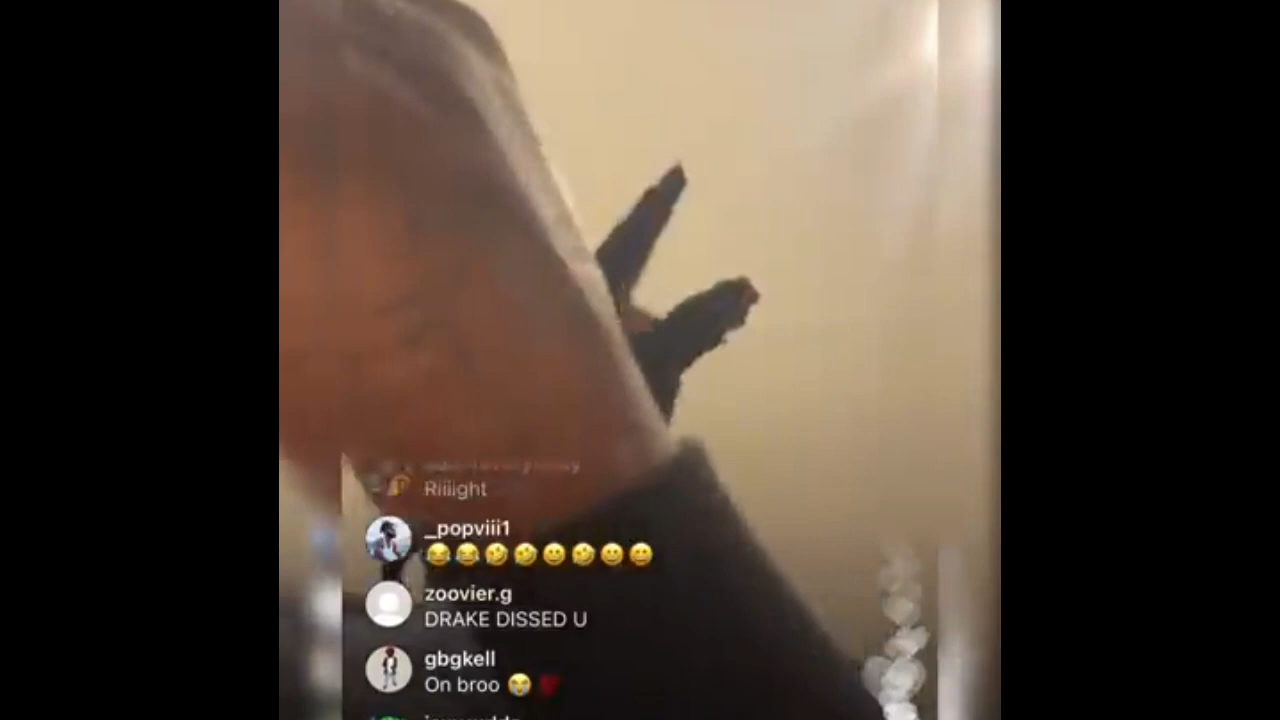 Riiight
_popviii1
😂😂🤣🤣😀🤣😀😀
zoovier.g
DRAKE DISSED U
gbgkell
On broo 😭💯